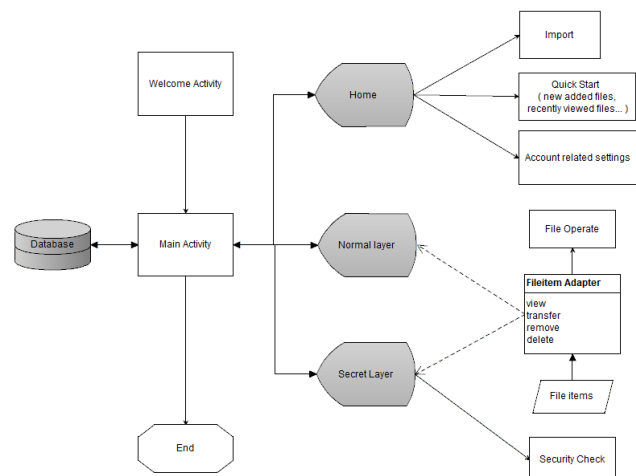 Import
Welcome Activity
Home
Quick Start
( new added files,
recently viewed files... )
Account related settings
File Operate
Database
Main Activity
Normal layer
Fileitem Adapter
view
transfer
remove
delete
Secret Layer
File items
End
Security Check